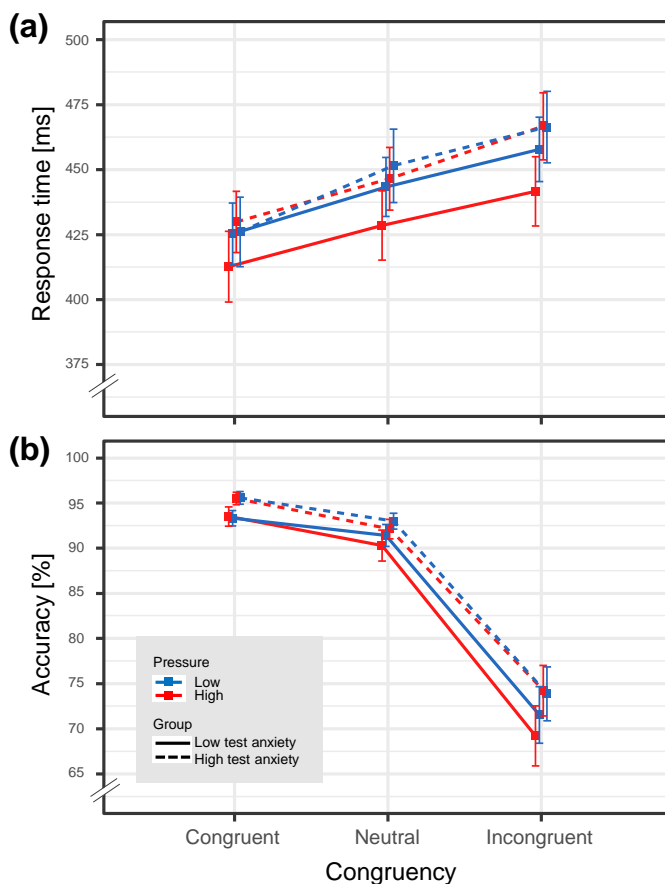 (a)
500
475
450
425
400
375
Response time [ms]
(b)
100
95
90
85
80
75
70
65
Accuracy [%]
Pressure
Low
High
Group
Low test anxiety
High test anxiety
Congruent Neutral Incongruent
Congruency